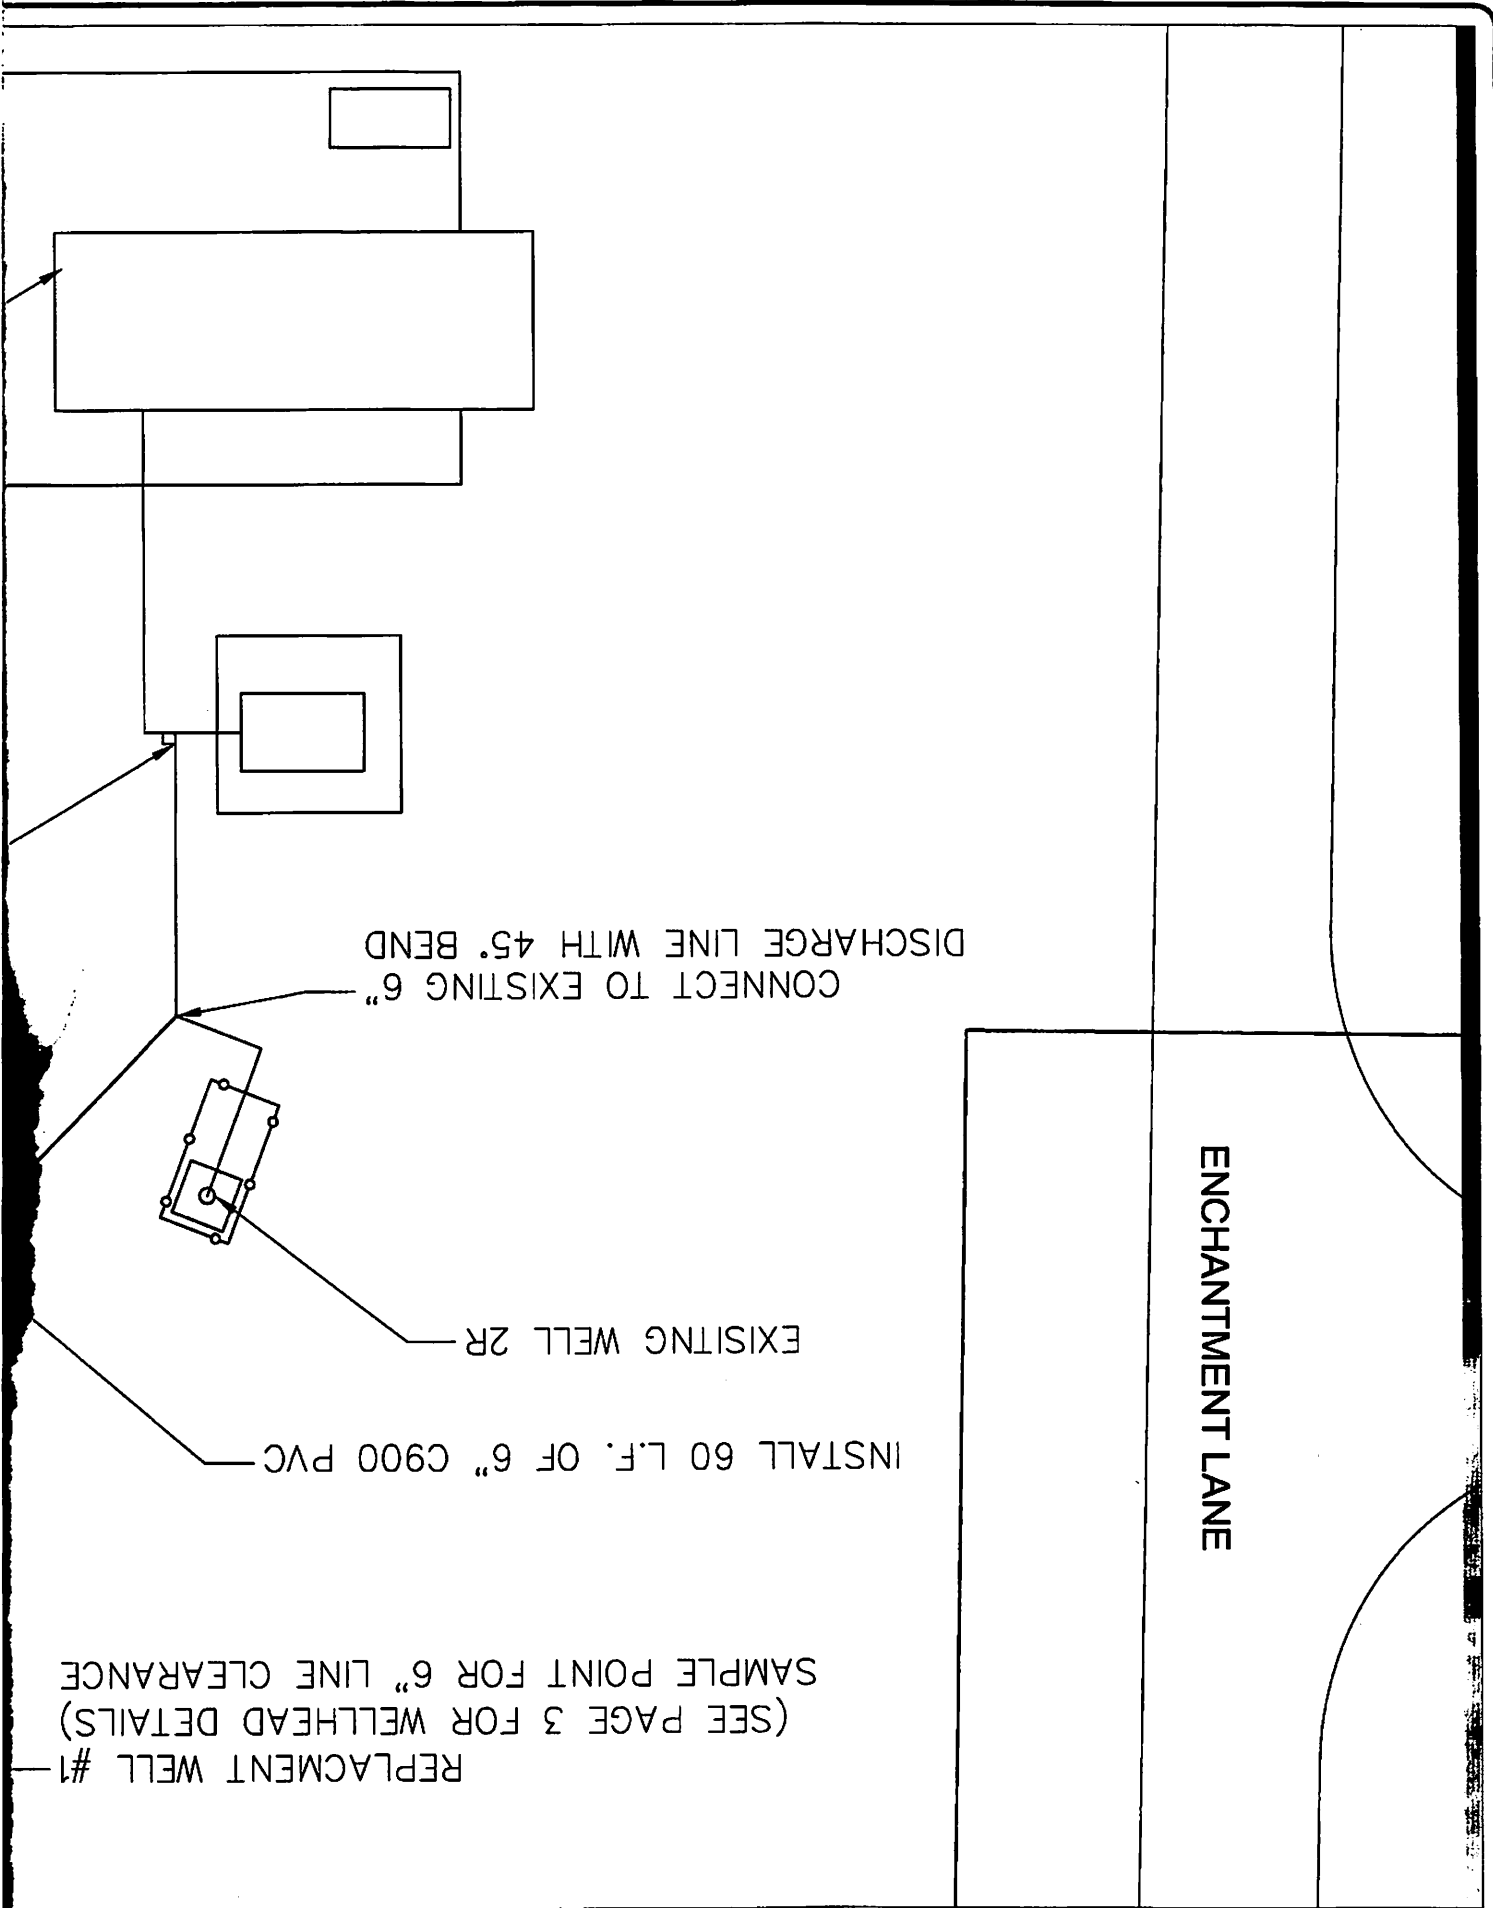 REPLACMENT WELL #1
(SEE PAGE 3 FOR WELLHEAD DETAILS)
SAMPLE POINT FOR 6" LINE CLEARANCE
INSTALL 60 L.F. OF 6" C900 PVC
EXISITNG WELL 2R
CONNECT TO EXISTING 6"
DISCHARGE LINE WITH 45° BEND
ENCHANTMENT LANE